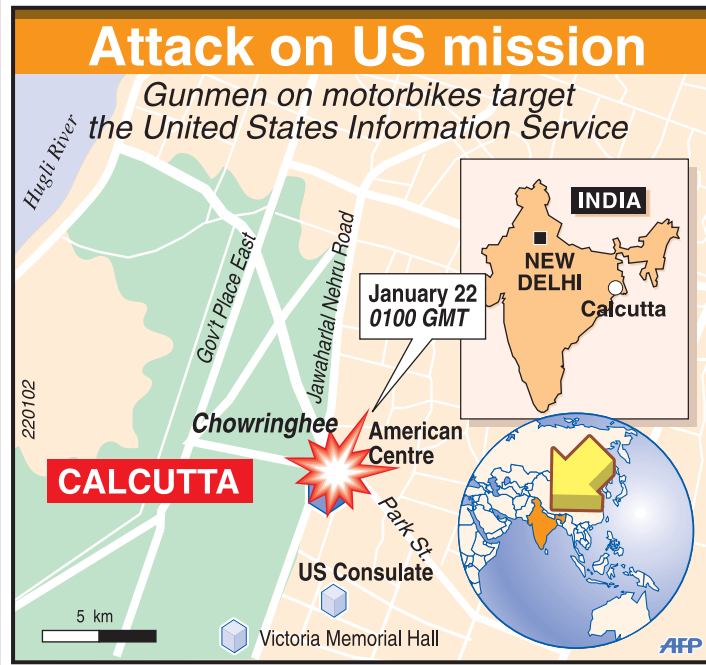 Attack on US mission
Gunmen on motorbikes target
the United States Information Service
Hugli River
INDIA
NEW
DELHI
Calcutta
Gov't Place East
Jawaharlal Nehru Road
January 22
0100 GMT
220102
Chowringhee
American
Centre
CALCUTTA
Park St.
US Consulate
5 km
Victoria Memorial Hall
AFP